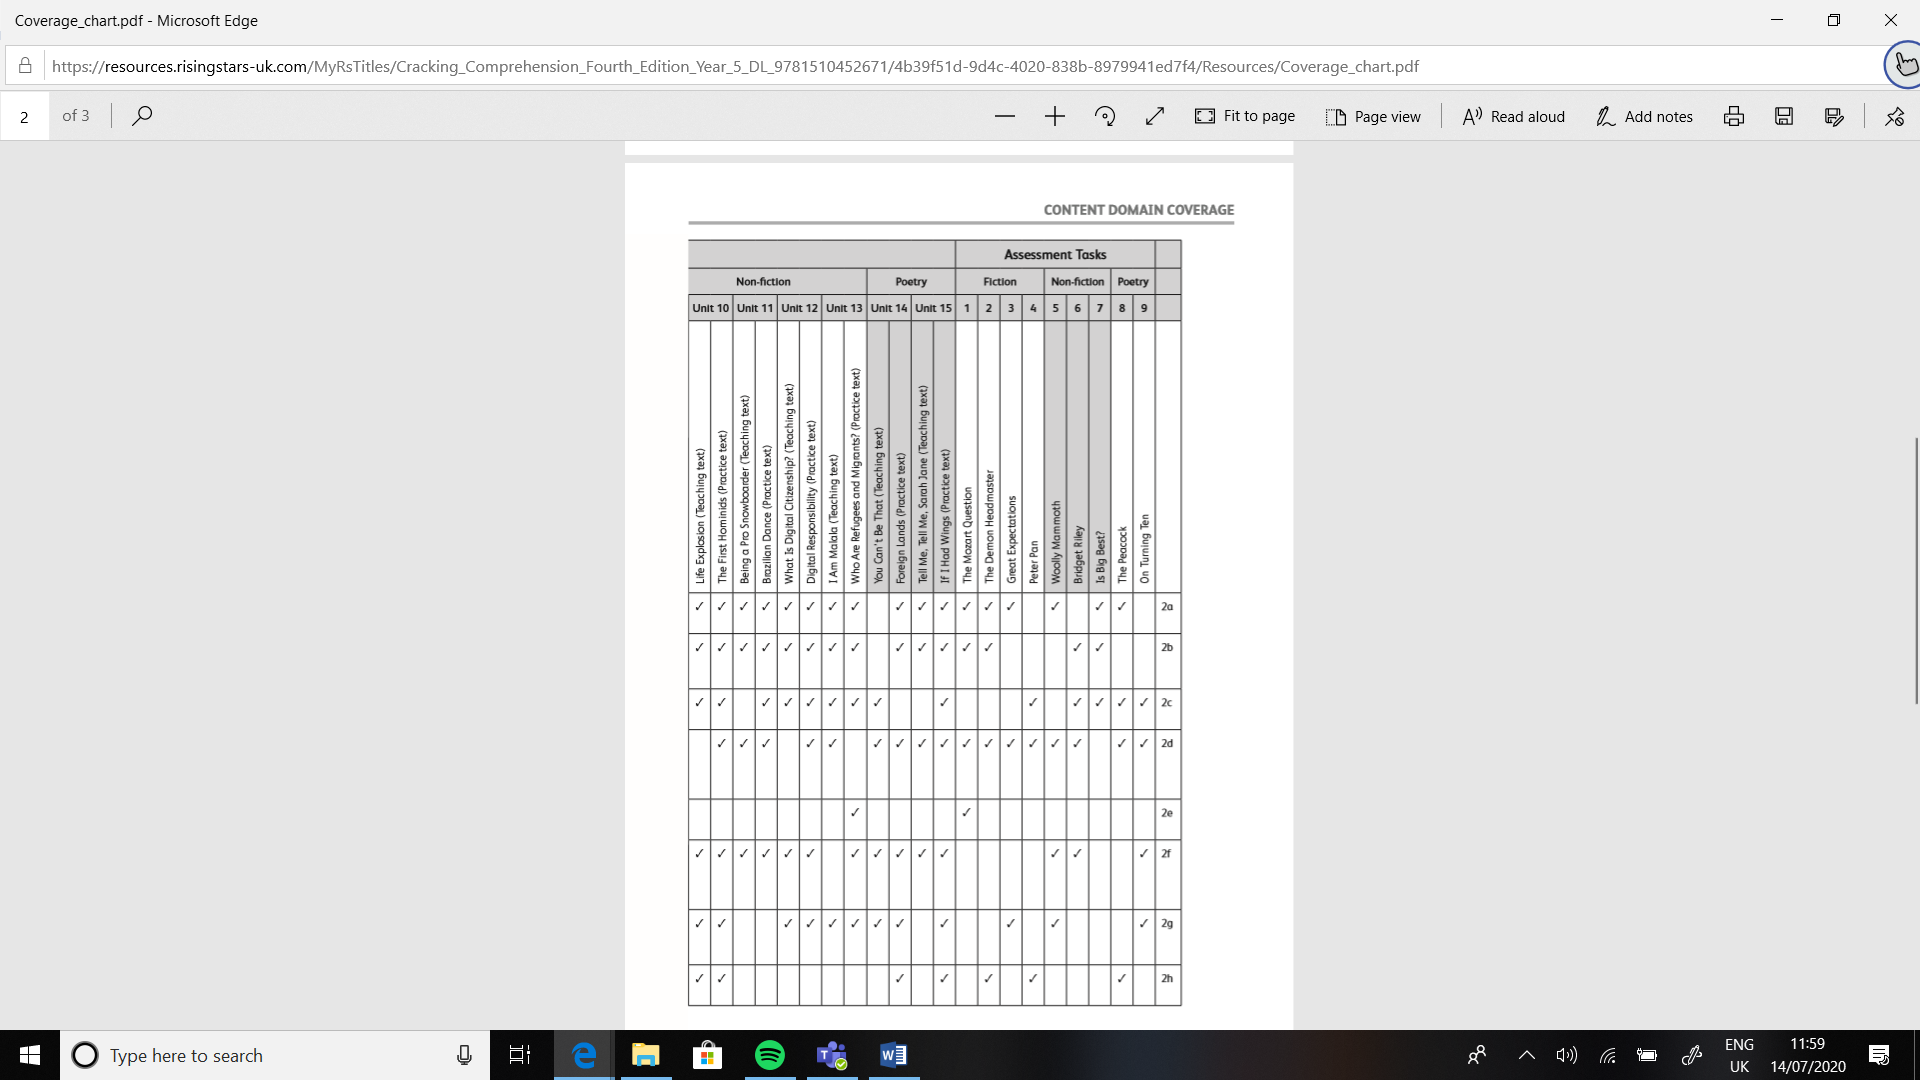 Coverage_chart.pdf - Microsoft Edge
https://resources.risingstars-uk.com/MyRsTitles/Cracking_Comprehension_Fourth_Edition_Year_5_DL_9781510452671/4b39f51d-9d4c-4020-838b-8979941ed7f4/Resources/Coverage_chart.pdf
2 of 3 Fit to page Page view Read aloud Add notes
CONTENT DOMAIN COVERAGE
Assessment Tasks
Non-fiction Poetry Fiction Non-fiction Poetry
Unit 10 Unit 11 Unit 12 Unit 13 Unit 14 Unit 15 1 2 3 4 5 6 7 8 9
Life Explosion (Teaching text)
The First Hominids (Practice text)
Being a Pro Snowboarder (Teaching text)
Brazilian Dance (Practice text)
What Is Digital Citizenship? (Teaching text)
Digital Responsibility (Practice text)
I Am Malala (Teaching text)
Who Are Refugees and Migrants? (Practice text)
You Can't Be That (Teaching text)
Foreign Lands (Practice text)
Tell Me, Tell Me, Sarah Jane (Teaching text)
If I Had Wings (Practice text)
The Mozart Question
The Demon Headmaster
Great Expectations
Peter Pan
Woolly Mammoth
Bridget Riley
Is Big Best?
The Peacock
On Turning Ten
✓ ✓ ✓ ✓ ✓ ✓ ✓ ✓ ✓ ✓ ✓ ✓ ✓ ✓ ✓ ✓ ✓ 2a
✓ ✓ ✓ ✓ ✓ ✓ ✓ ✓ ✓ ✓ ✓ ✓ ✓ ✓ ✓ 2b
✓ ✓ ✓ ✓ ✓ ✓ ✓ ✓ ✓ ✓ ✓ ✓ ✓ ✓ 2c
✓ ✓ ✓ ✓ ✓ ✓ ✓ ✓ ✓ ✓ ✓ ✓ ✓ ✓ ✓ ✓ ✓ 2d
✓ ✓ 2e
✓ ✓ ✓ ✓ ✓ ✓ ✓ ✓ ✓ ✓ ✓ ✓ ✓ ✓ 2f
✓ ✓ ✓ ✓ ✓ ✓ ✓ ✓ ✓ ✓ ✓ ✓ 2g
✓ ✓ ✓ ✓ ✓ ✓ ✓ 2h
Type here to search
ENG
UK
11:59
14/07/2020